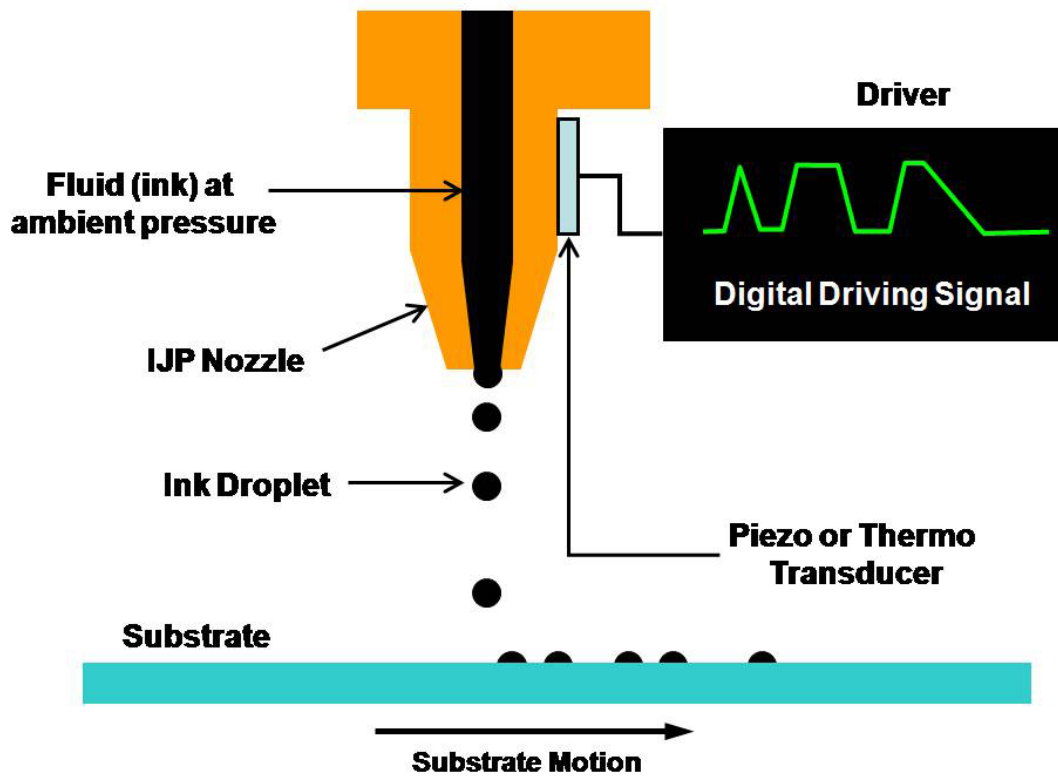 Driver
Fluid (ink) at
ambient pressure
Digital Driving Signal
IJP Nozzle
Ink Droplet
Piezo or Thermo
Transducer
Substrate
Substrate Motion